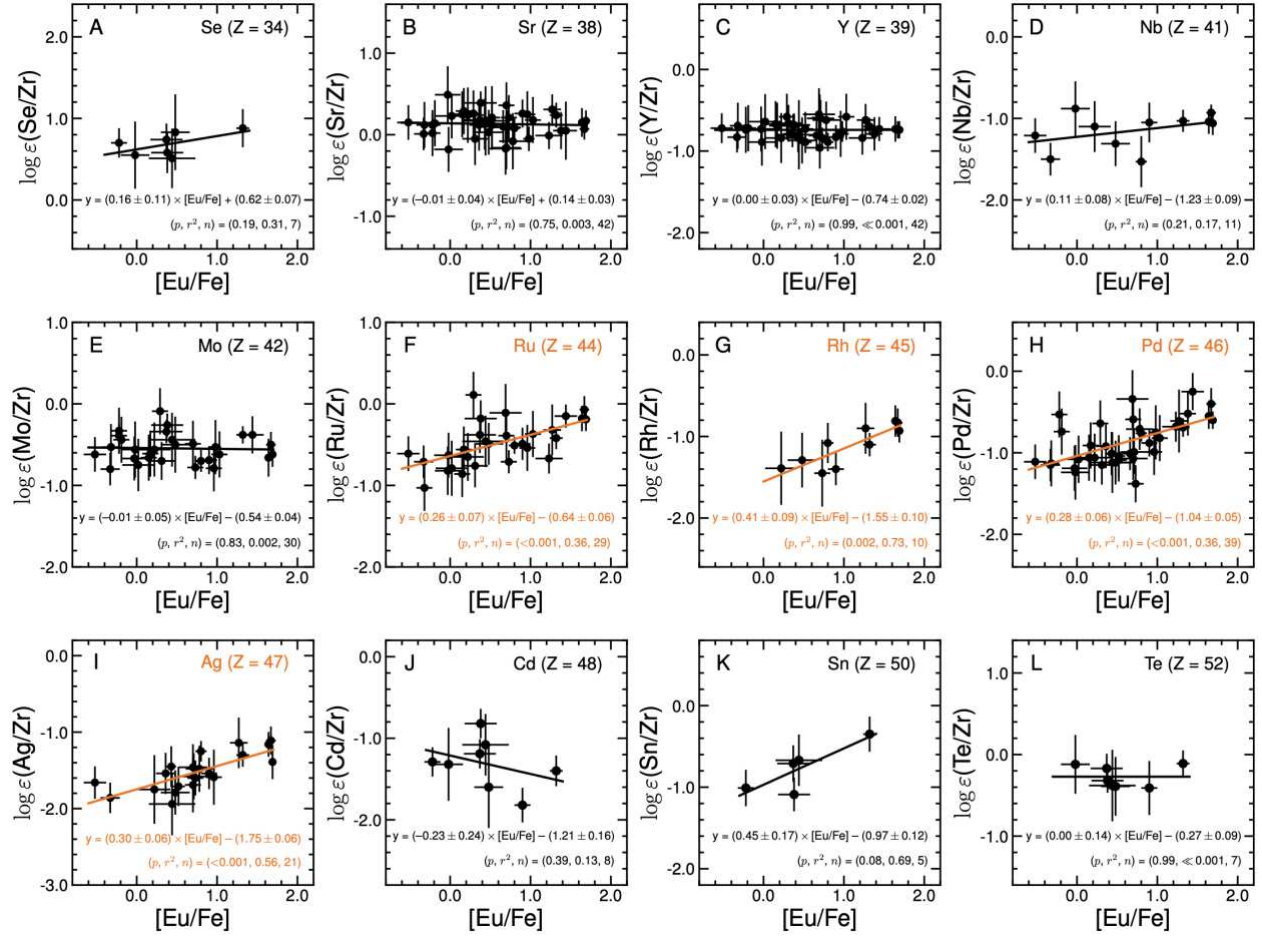 A
Se (Z = 34)
2.0
1.0
0.0
log ε(Se/Zr)
y = (0.16 ± 0.11) × [Eu/Fe] + (0.62 ± 0.07)
(p, r², n) = (0.19, 0.31, 7)
0.0 1.0 2.0
[Eu/Fe]
B
Sr (Z = 38)
1.0
0.0
-1.0
log ε(Sr/Zr)
y = (−0.01 ± 0.04) × [Eu/Fe] + (0.14 ± 0.03)
(p, r², n) = (0.75, 0.003, 42)
0.0 1.0 2.0
[Eu/Fe]
C
Y (Z = 39)
0.0
-1.0
-2.0
log ε(Y/Zr)
y = (0.00 ± 0.03) × [Eu/Fe] − (0.74 ± 0.02)
(p, r², n) = (0.99, ≪ 0.001, 42)
0.0 1.0 2.0
[Eu/Fe]
D
Nb (Z = 41)
0.0
-1.0
-2.0
log ε(Nb/Zr)
y = (0.11 ± 0.08) × [Eu/Fe] − (1.23 ± 0.09)
(p, r², n) = (0.21, 0.17, 11)
0.0 1.0 2.0
[Eu/Fe]
E
Mo (Z = 42)
1.0
0.0
-1.0
-2.0
log ε(Mo/Zr)
y = (−0.01 ± 0.05) × [Eu/Fe] − (0.54 ± 0.04)
(p, r², n) = (0.83, 0.002, 30)
0.0 1.0 2.0
[Eu/Fe]
F
Ru (Z = 44)
1.0
0.0
-1.0
-2.0
log ε(Ru/Zr)
y = (0.26 ± 0.07) × [Eu/Fe] − (0.64 ± 0.06)
(p, r², n) = (<0.001, 0.36, 29)
0.0 1.0 2.0
[Eu/Fe]
G
Rh (Z = 45)
0.0
-1.0
-2.0
log ε(Rh/Zr)
y = (0.41 ± 0.09) × [Eu/Fe] − (1.55 ± 0.10)
(p, r², n) = (0.002, 0.73, 10)
0.0 1.0 2.0
[Eu/Fe]
H
Pd (Z = 46)
0.0
-1.0
-2.0
log ε(Pd/Zr)
y = (0.28 ± 0.06) × [Eu/Fe] − (1.04 ± 0.05)
(p, r², n) = (<0.001, 0.36, 39)
0.0 1.0 2.0
[Eu/Fe]
I
Ag (Z = 47)
0.0
-1.0
-2.0
-3.0
log ε(Ag/Zr)
y = (0.30 ± 0.06) × [Eu/Fe] − (1.75 ± 0.06)
(p, r², n) = (<0.001, 0.56, 21)
0.0 1.0 2.0
[Eu/Fe]
J
Cd (Z = 48)
0.0
-1.0
-2.0
log ε(Cd/Zr)
y = (−0.23 ± 0.24) × [Eu/Fe] − (1.21 ± 0.16)
(p, r², n) = (0.39, 0.13, 8)
0.0 1.0 2.0
[Eu/Fe]
K
Sn (Z = 50)
0.0
-1.0
-2.0
log ε(Sn/Zr)
y = (0.45 ± 0.17) × [Eu/Fe] − (0.97 ± 0.12)
(p, r², n) = (0.08, 0.69, 5)
0.0 1.0 2.0
[Eu/Fe]
L
Te (Z = 52)
1.0
0.0
-1.0
log ε(Te/Zr)
y = (0.00 ± 0.14) × [Eu/Fe] − (0.27 ± 0.09)
(p, r², n) = (0.99, ≪ 0.001, 7)
0.0 1.0 2.0
[Eu/Fe]